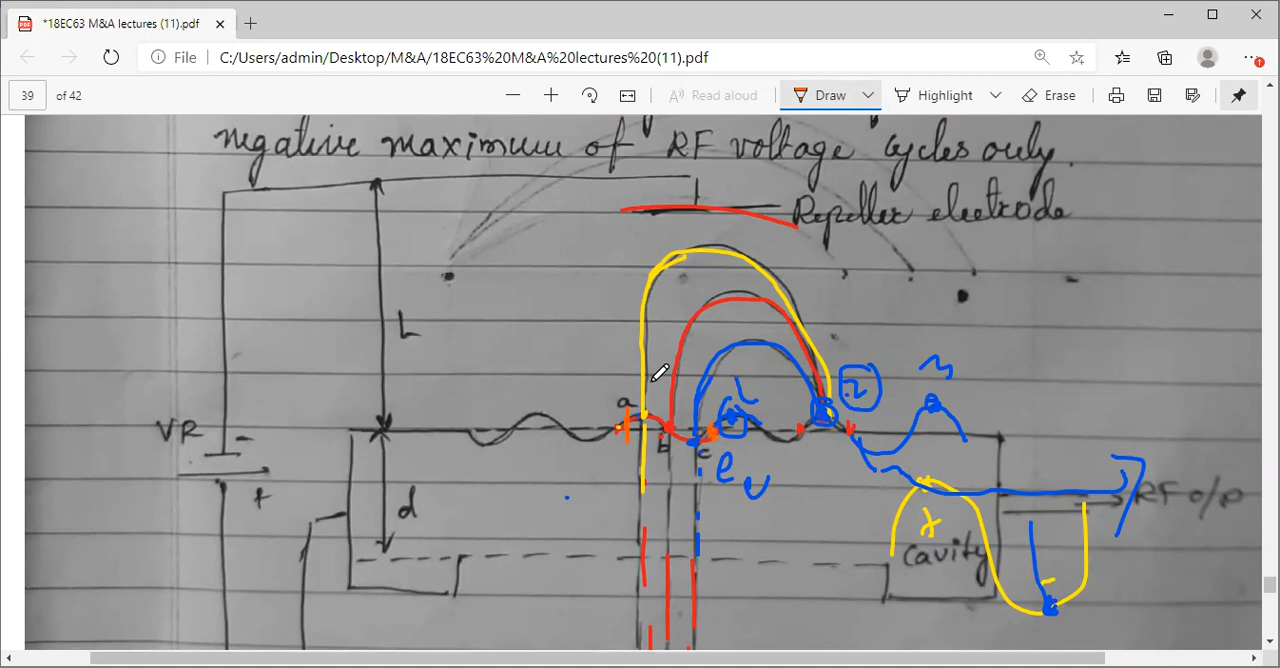 *18EC63 M&A lectures (11).pdf
File
C:/Users/admin/Desktop/M&A/18EC63%20M&A%20lectures%20(11).pdf
39 of 42
Read aloud
Draw
Highlight
Erase
negative maximum of RF voltage cycles only.
Repeller electrode
L
a
2
VR
-
b
c
+
d
RF o/p
cavity